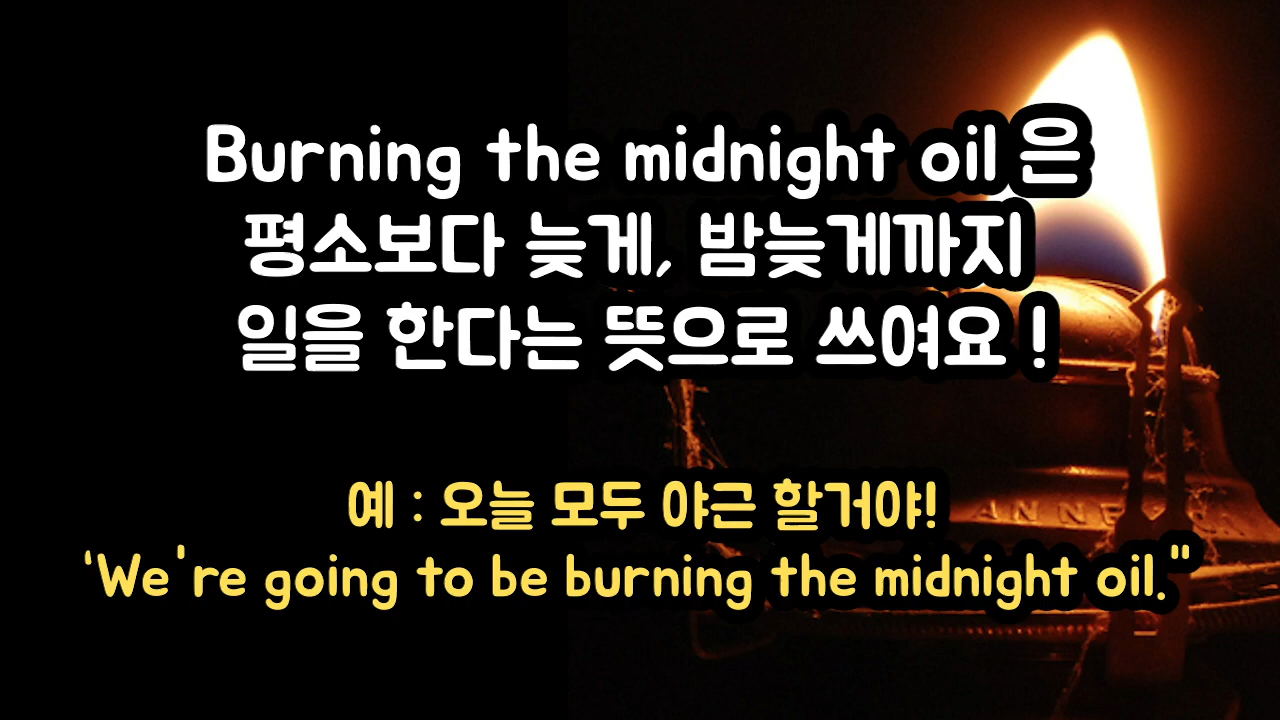 Burning the midnight oil 은
평소보다 늦게, 밤늦게까지
일을 한다는 뜻으로 쓰여요 !
예 : 오늘 모두 야근 할거야!
‘We're going to be burning the midnight oil."